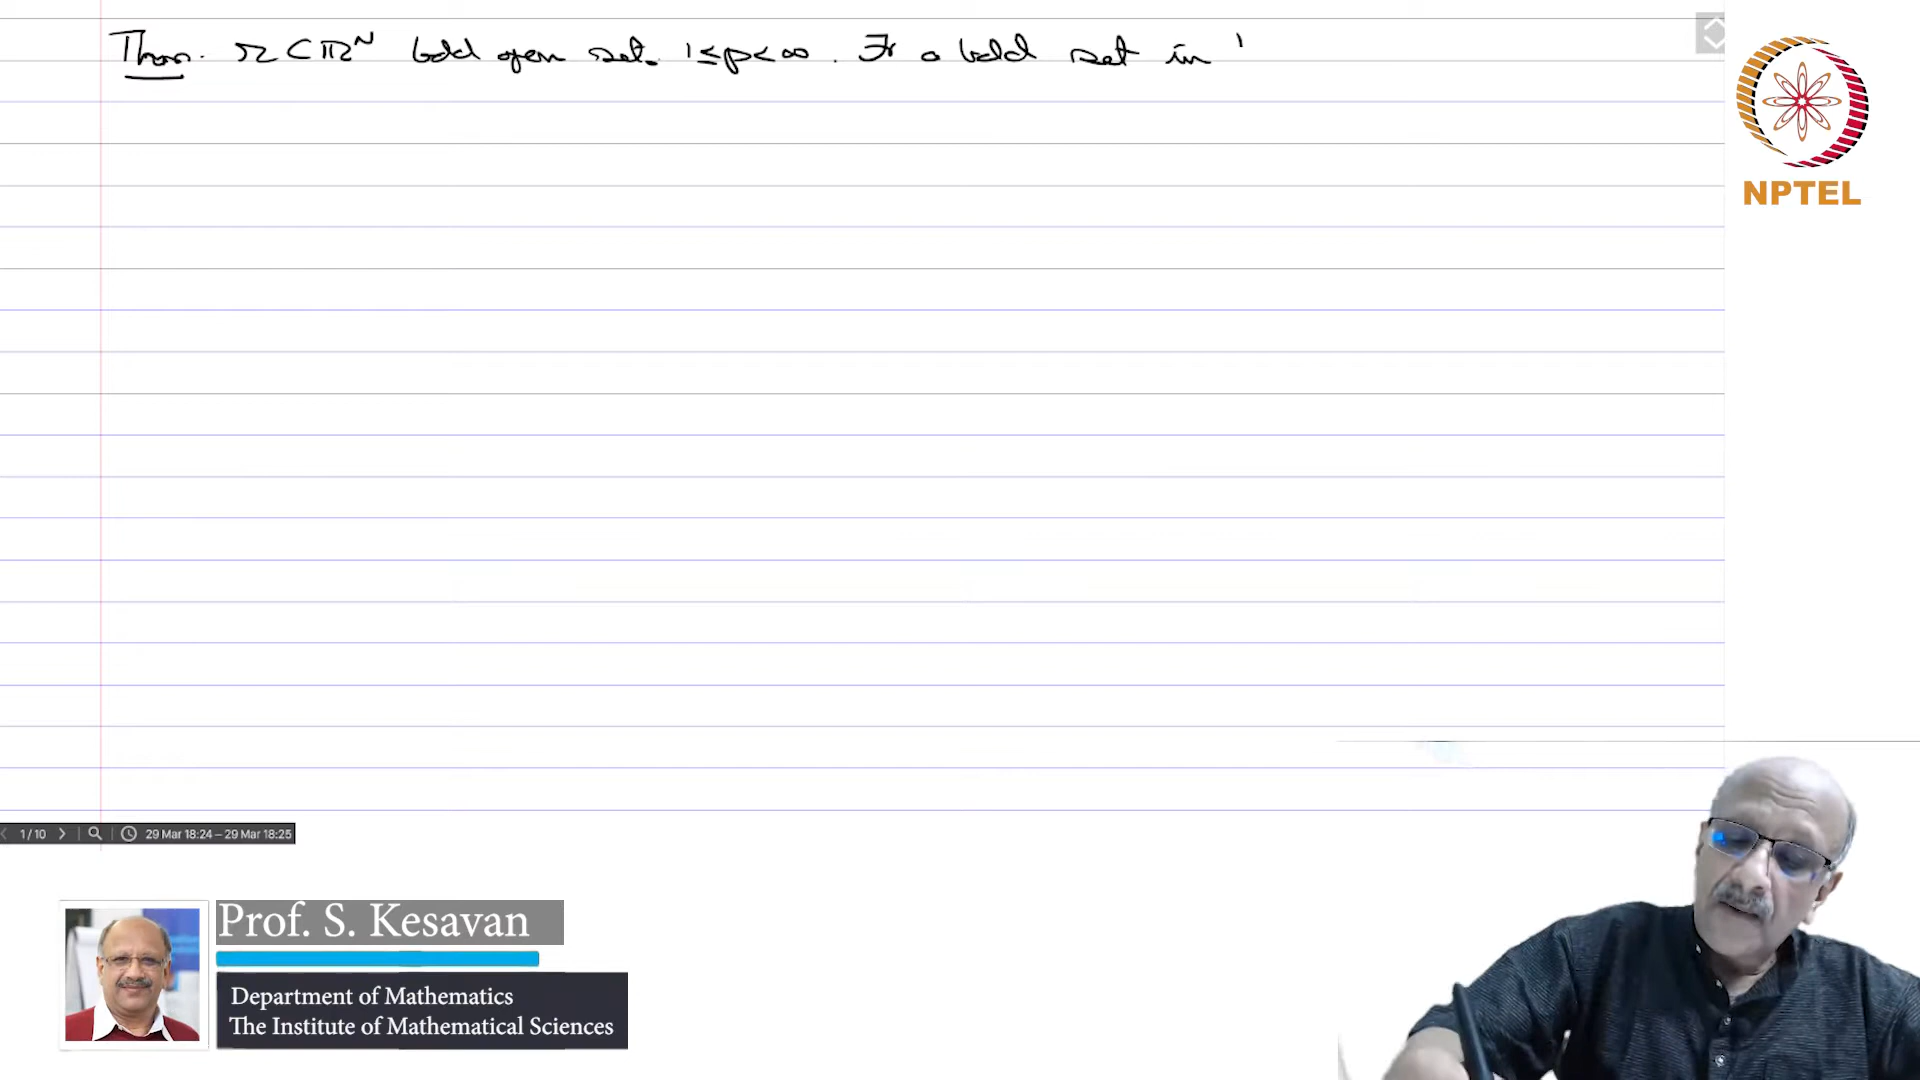 Thm. Ω ⊂ ℝᴺ bdd open set. 1≤p<∞. ℱ a bdd set in
NPTEL
1/10 29 Mar 18:24 – 29 Mar 18:25
Prof. S. Kesavan
Department of Mathematics
The Institute of Mathematical Sciences